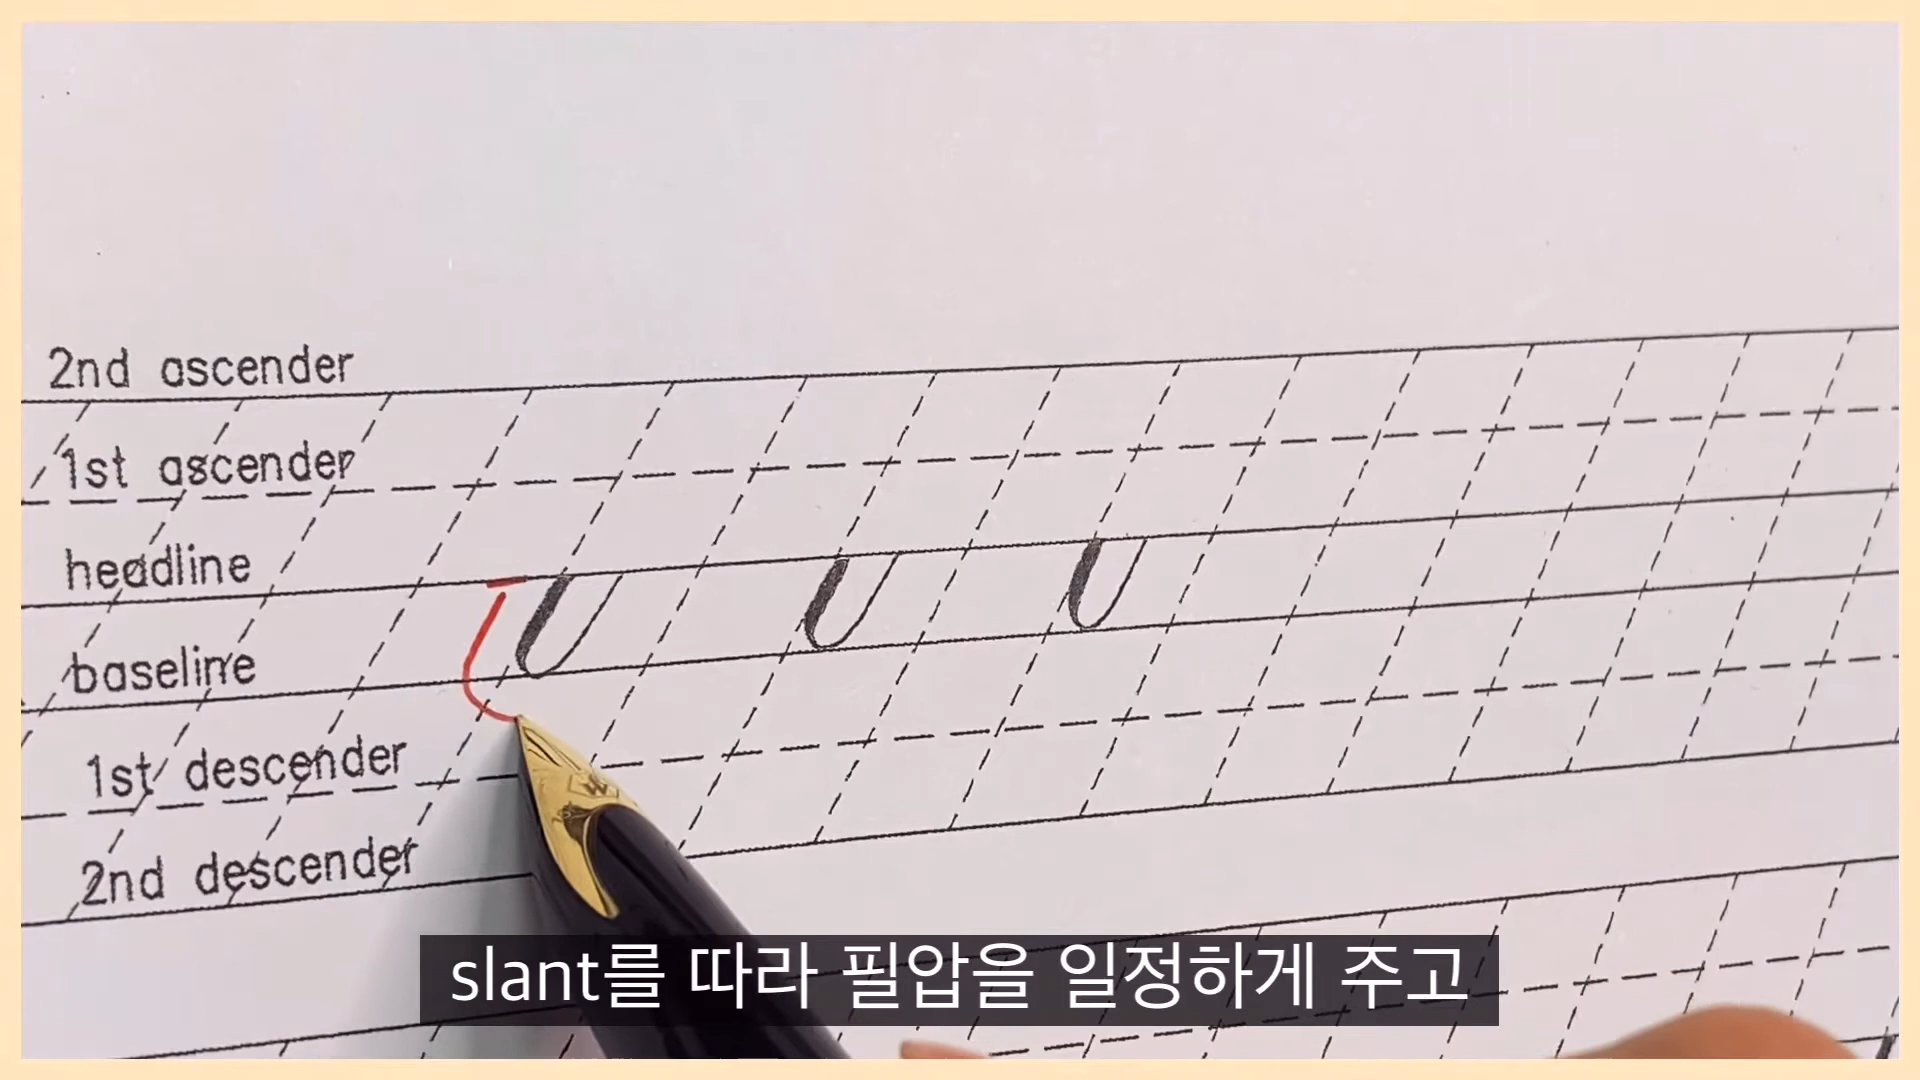 2nd ascender
1st ascender
headline
baseline
1st descender
2nd descender
W
slant를 따라 필압을 일정하게 주고